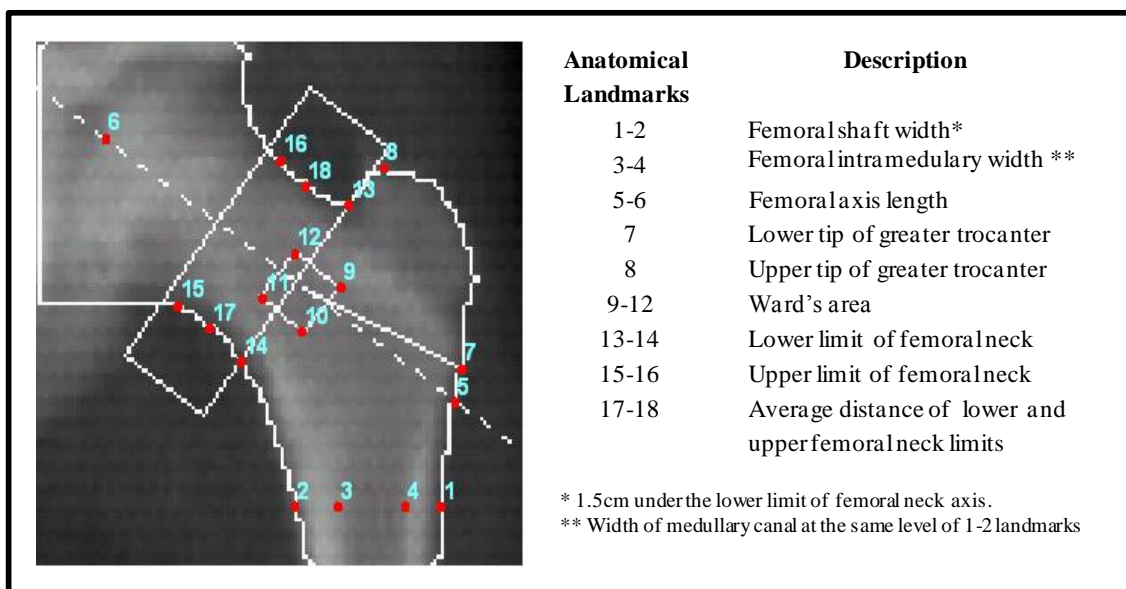 6
16
8
18
13
12
9
11
15
10
17
14
7
5
2 3 4 1
Anatomical Description
Landmarks
1-2 Femoral shaft width*
3-4 Femoral intramedulary width **
5-6 Femoral axis length
7 Lower tip of greater trocanter
8 Upper tip of greater trocanter
9-12 Ward's area
13-14 Lower limit of femoral neck
15-16 Upper limit of femoral neck
17-18 Average distance of lower and
upper femoral neck limits
* 1.5cm under the lower limit of femoral neck axis.
** Width of medullary canal at the same level of 1-2 landmarks